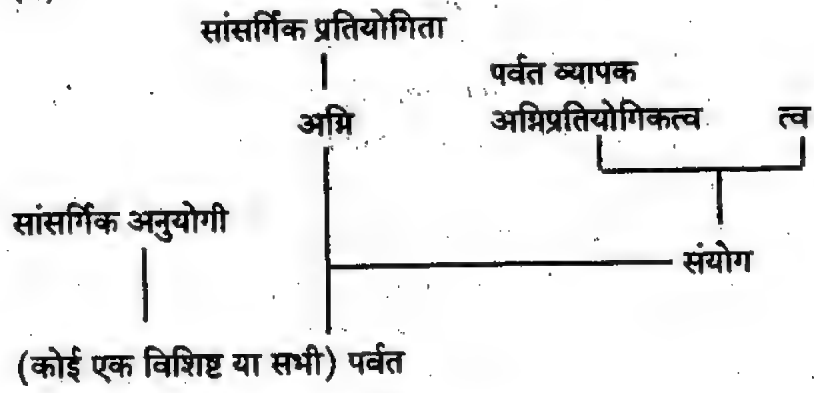 सांसर्गिक प्रतियोगिता
पर्वत व्यापक
अग्नि
अग्निप्रतियोगिकत्व त्व
सांसर्गिक अनुयोगी
संयोग
(कोई एक विशिष्ट या सभी) पर्वत